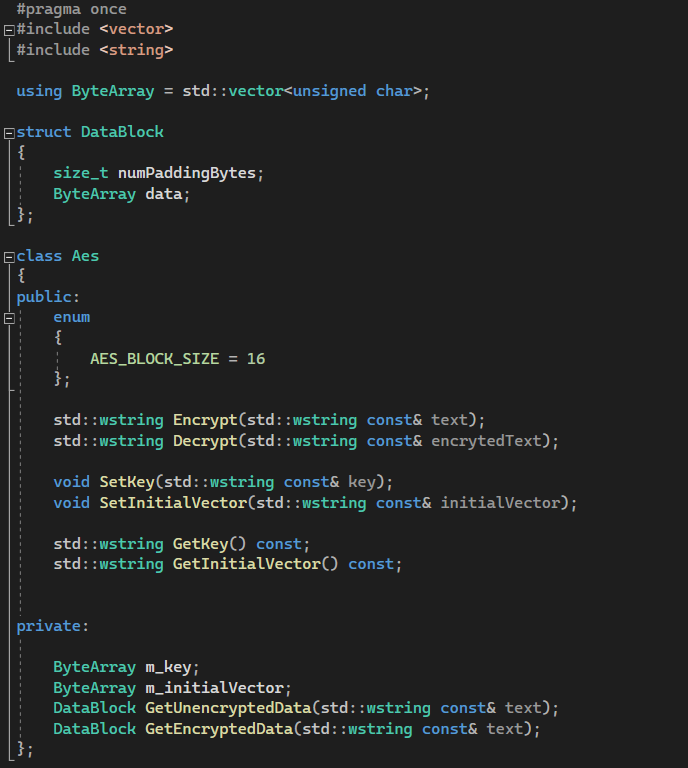 #pragma once
#include <vector>
#include <string>
using ByteArray = std::vector<unsigned char>;
struct DataBlock
{
size_t numPaddingBytes;
ByteArray data;
};
class Aes
{
public:
enum
{
AES_BLOCK_SIZE = 16
};
std::wstring Encrypt(std::wstring const& text);
std::wstring Decrypt(std::wstring const& encrytedText);
void SetKey(std::wstring const& key);
void SetInitialVector(std::wstring const& initialVector);
std::wstring GetKey() const;
std::wstring GetInitialVector() const;
private:
ByteArray m_key;
ByteArray m_initialVector;
DataBlock GetUnencryptedData(std::wstring const& text);
DataBlock GetEncryptedData(std::wstring const& text);
};